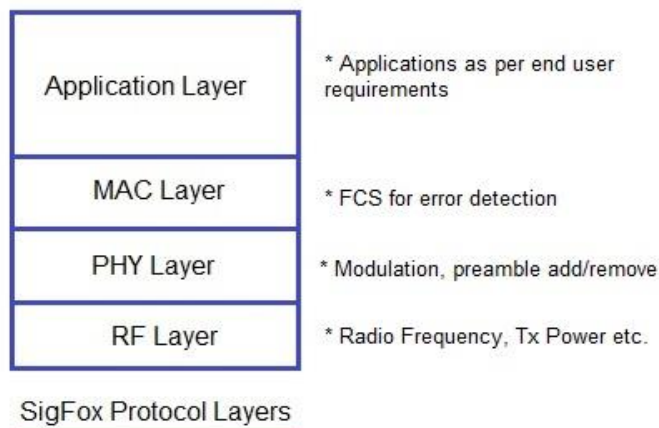 Application Layer
* Applications as per end user
requirements
MAC Layer
* FCS for error detection
PHY Layer
* Modulation, preamble add/remove
RF Layer
* Radio Frequency, Tx Power etc.
SigFox Protocol Layers